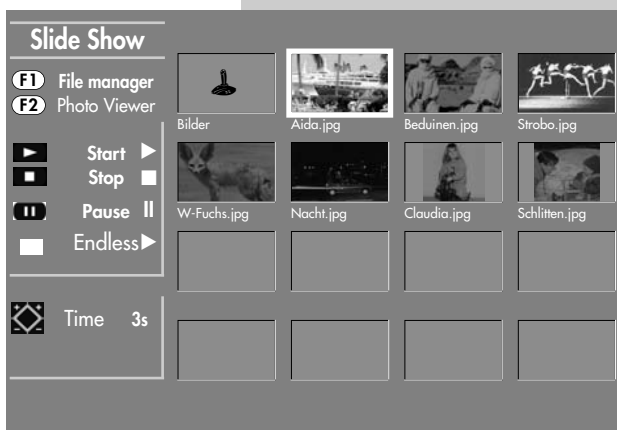 Slide Show
F1 File manager
F2 Photo Viewer
Start
Stop
Pause
Endless
Time 3s
Bilder Aida.jpg Beduinen.jpg Strobo.jpg
W-Fuchs.jpg Nacht.jpg Claudia.jpg Schlitten.jpg